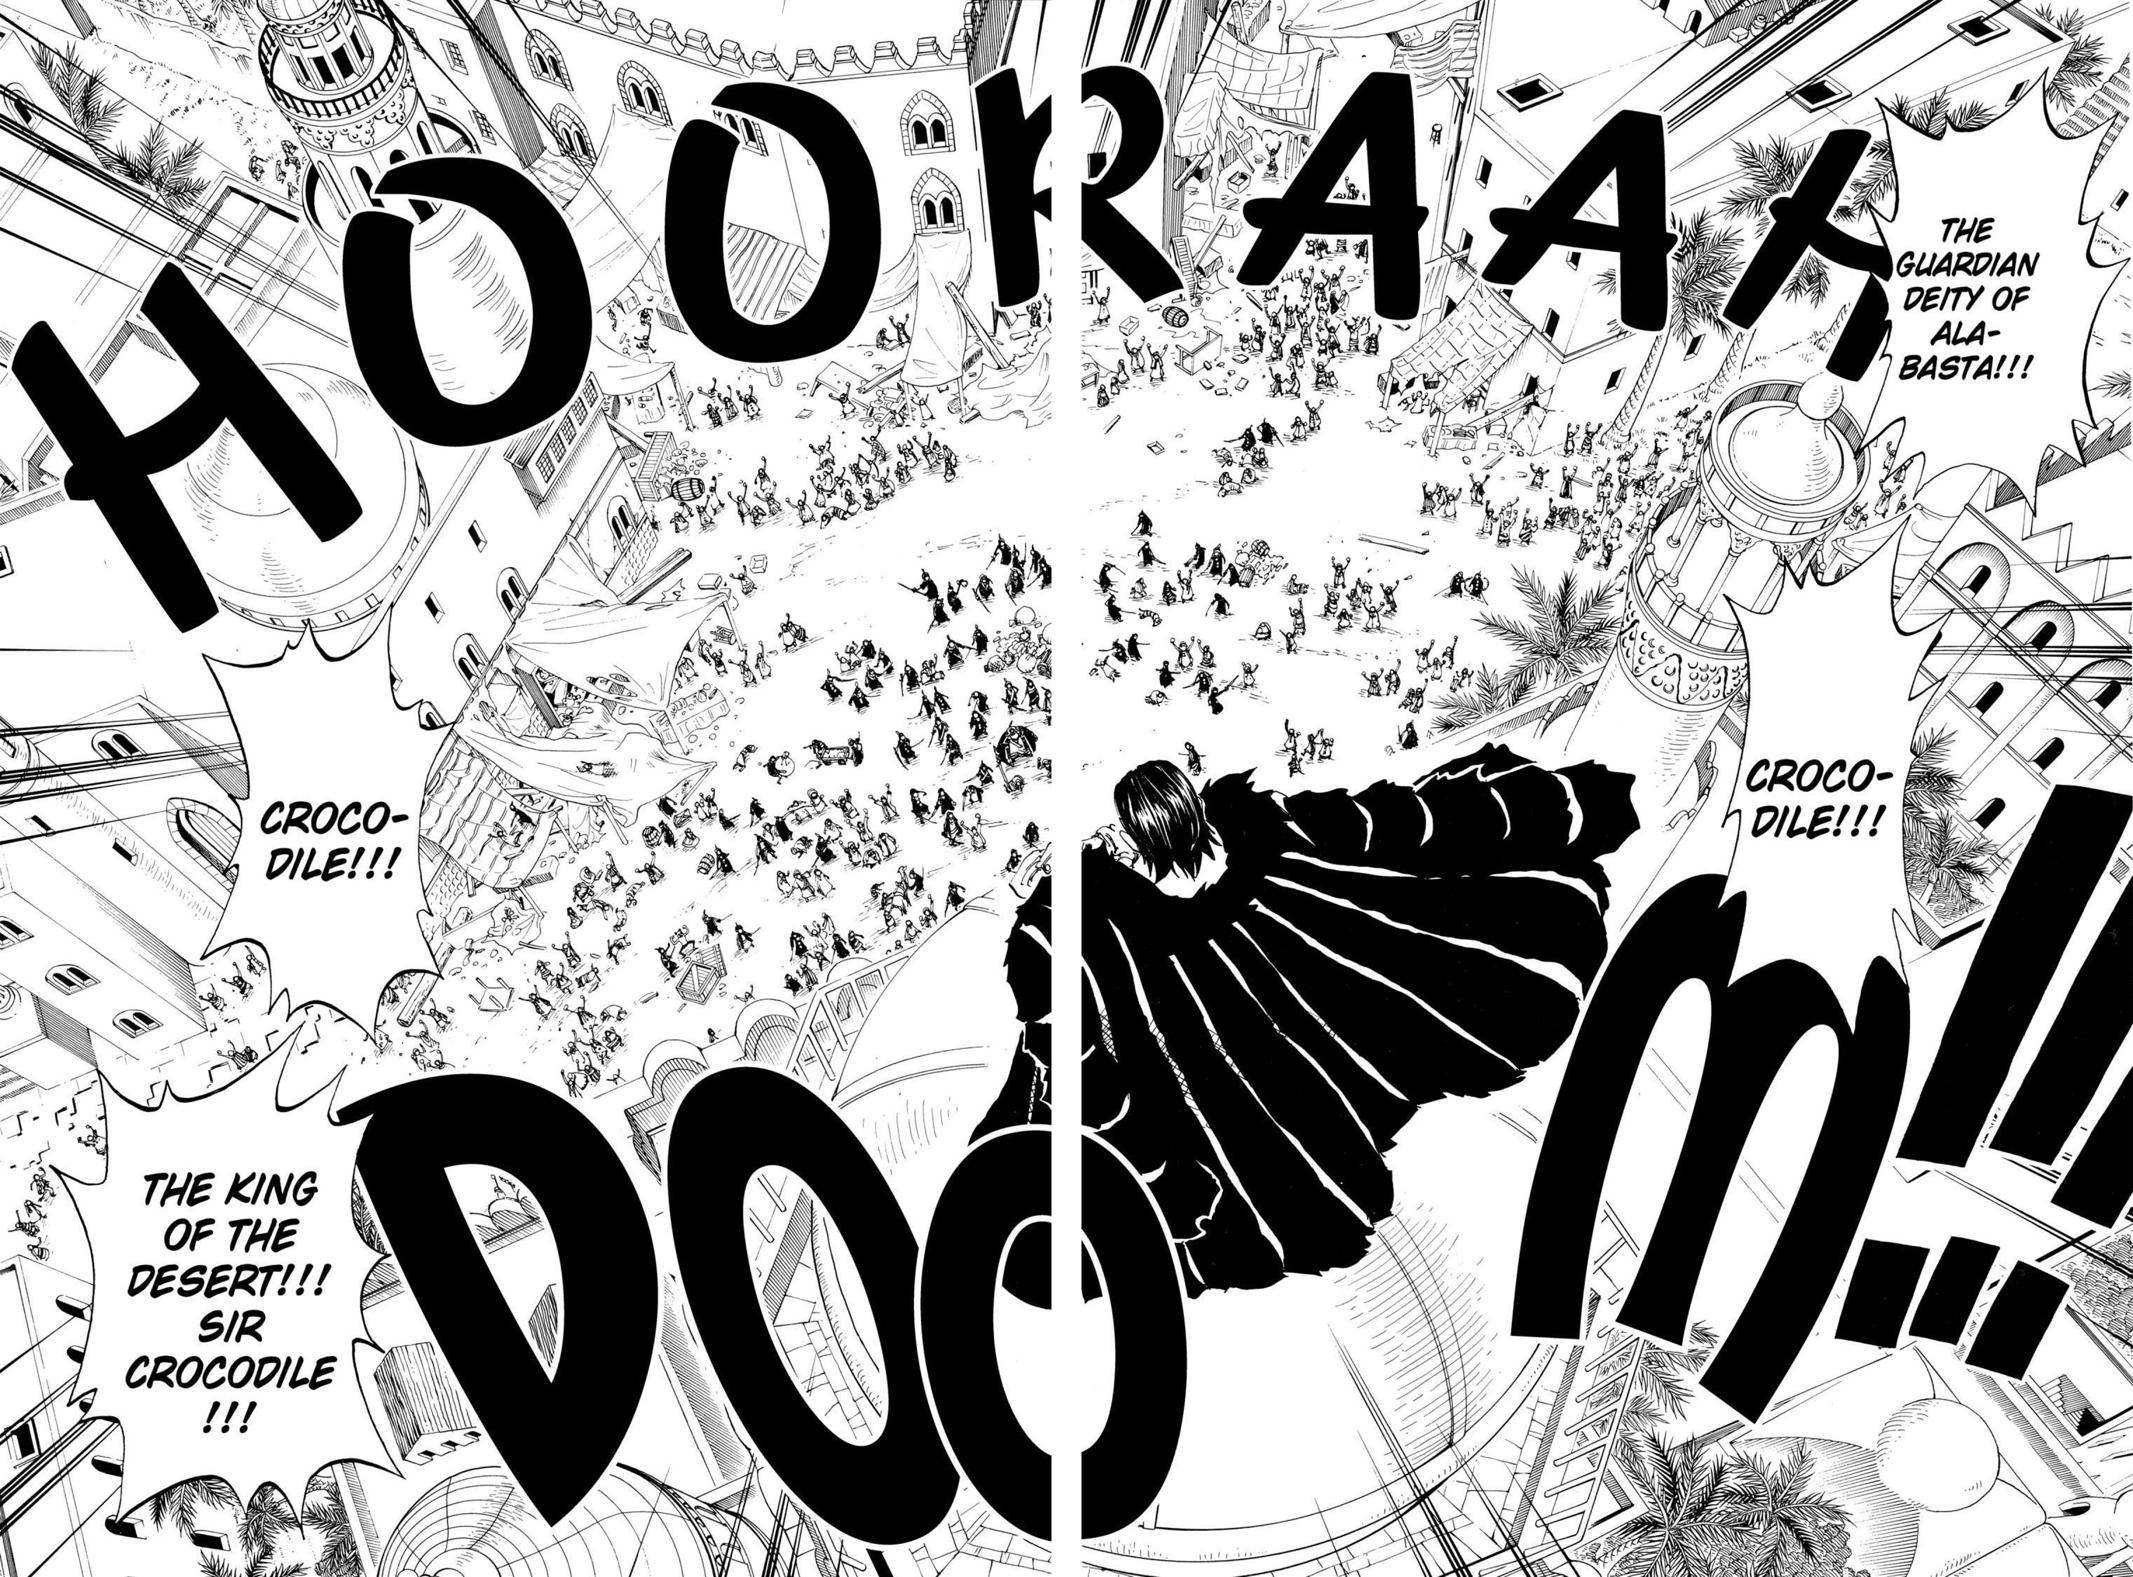 HOORAAH
THE
GUARDIAN
DEITY OF
ALA-
BASTA!!!
CROCO-
DILE!!!
CROCO-
DILE!!!
THE KING
OF THE
DESERT!!!
SIR
CROCODILE
!!!
DOOM!!!